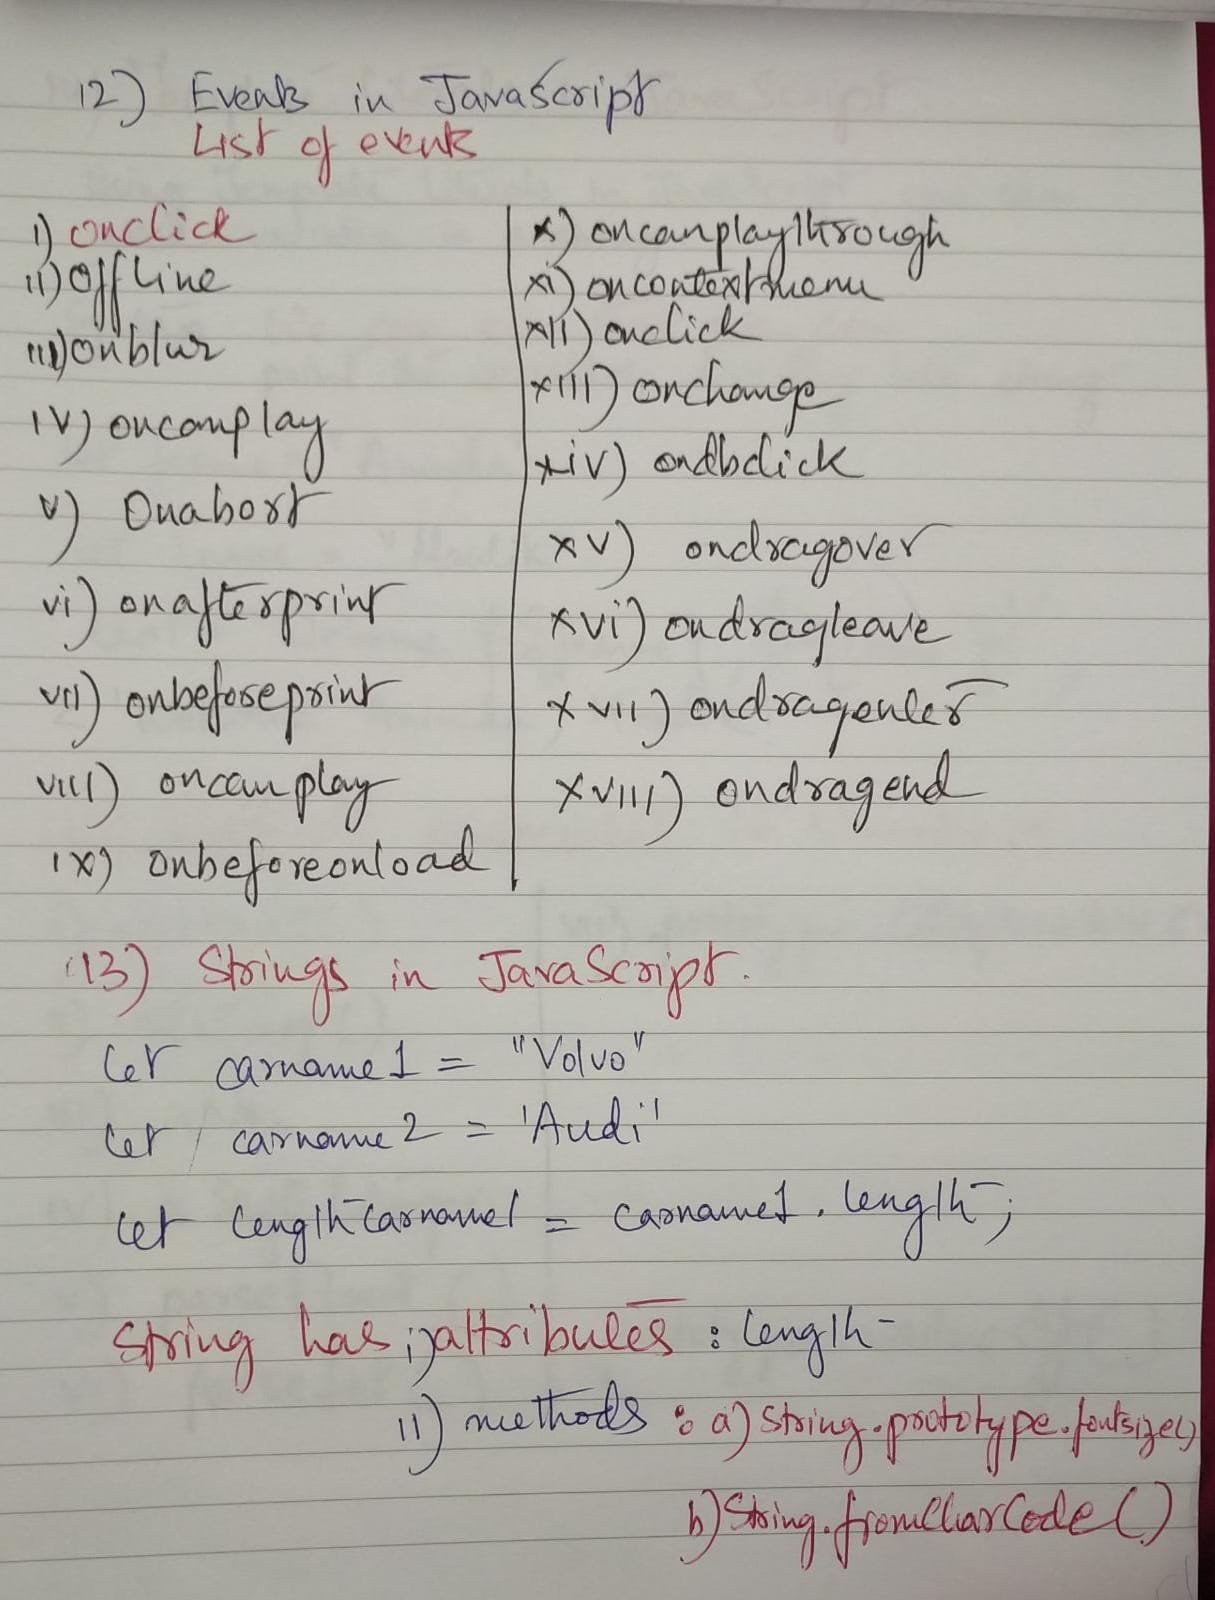 12) Events in JavaScript
List of events
i) onclick
ii) offline
iii) onblur
iv) oncanplay
v) Onabort
vi) onafterprint
vii) onbeforeprint
viii) oncanplay
ix) onbeforeonload
x) oncanplaythrough
xi) oncontextmenu
xii) onclick
xiii) onchange
xiv) ondbclick
xv) ondragover
xvi) ondragleave
xvii) ondragenter
xviii) ondragend
13) Strings in JavaScript.
let carname1 = "Volvo"
let carname2 = 'Audi'
let lengthCarname1 = carname1.length;
String has i) attributes : length
ii) methods : a) String.prototype.fontsize()
b) String.fromCharCode()